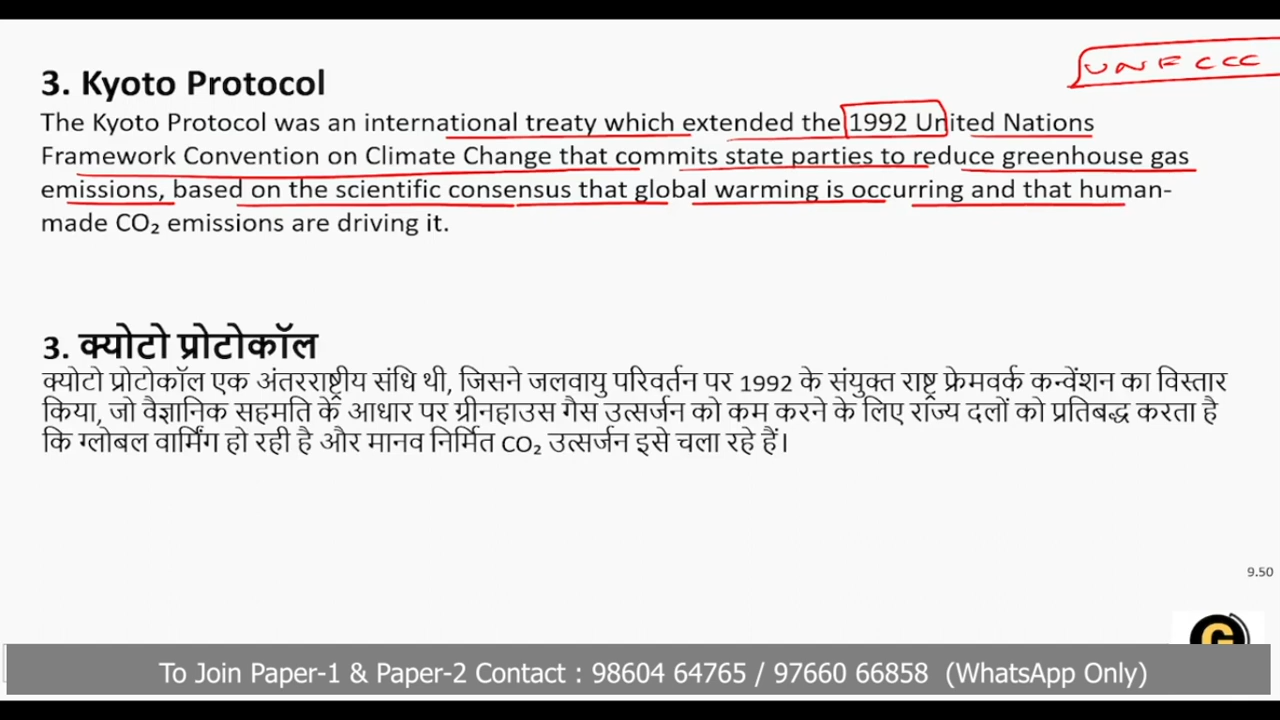 UNFCCC
3. Kyoto Protocol
The Kyoto Protocol was an international treaty which extended the 1992 United Nations
Framework Convention on Climate Change that commits state parties to reduce greenhouse gas
emissions, based on the scientific consensus that global warming is occurring and that human-
made CO₂ emissions are driving it.
3. क्योटो प्रोटोकॉल
क्योटो प्रोटोकॉल एक अंतरराष्ट्रीय संधि थी, जिसने जलवायु परिवर्तन पर 1992 के संयुक्त राष्ट्र फ्रेमवर्क कन्वेंशन का विस्तार
किया, जो वैज्ञानिक सहमति के आधार पर ग्रीनहाउस गैस उत्सर्जन को कम करने के लिए राज्य दलों को प्रतिबद्ध करता है
कि ग्लोबल वार्मिंग हो रही है और मानव निर्मित CO₂ उत्सर्जन इसे चला रहे हैं।
9.50
G
To Join Paper-1 & Paper-2 Contact : 98604 64765 / 97660 66858 (WhatsApp Only)